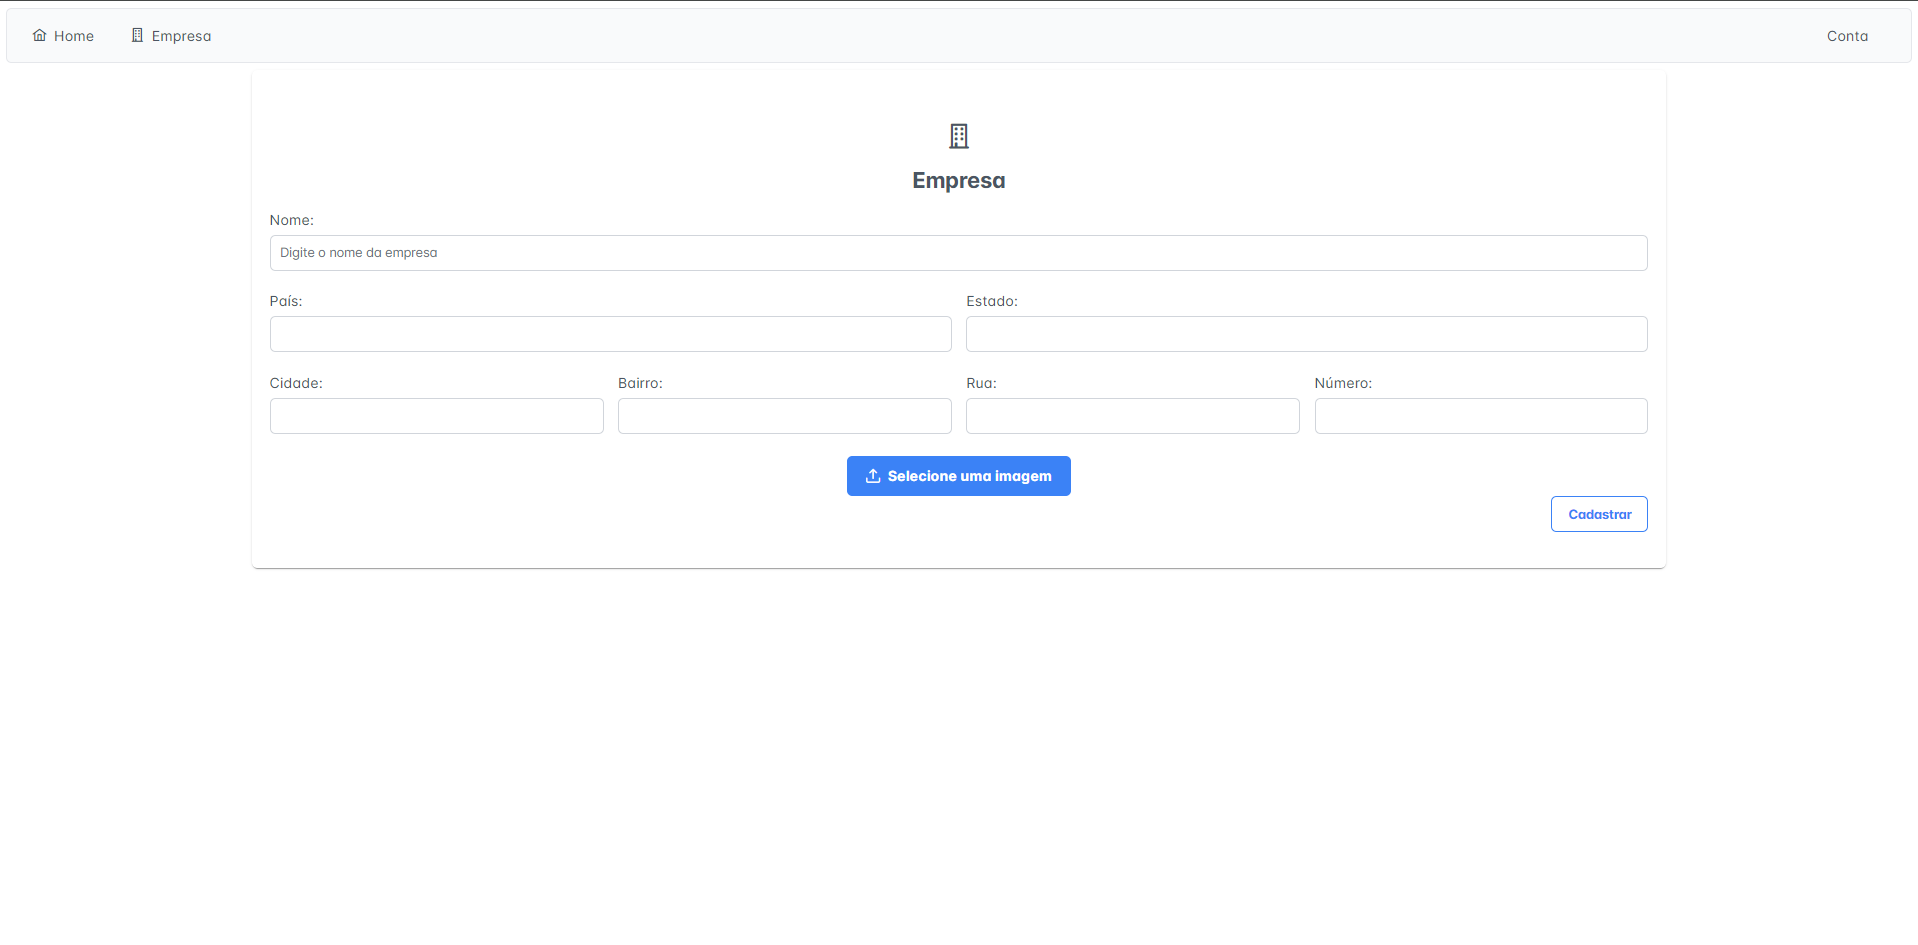 Home Empresa Conta
Empresa
Nome:
Digite o nome da empresa
País: Estado:
Cidade: Bairro: Rua: Número:
Selecione uma imagem
Cadastrar